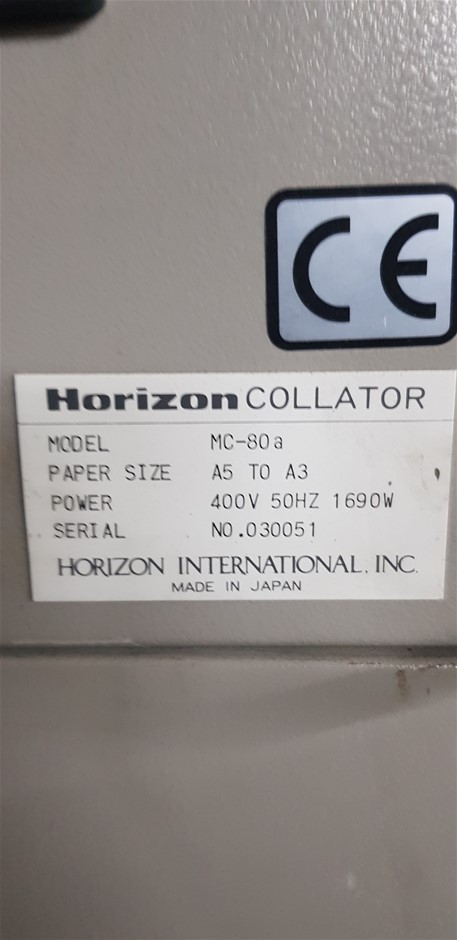 CE
Horizon COLLATOR
MODEL MC-80a
PAPER SIZE A5 TO A3
POWER 400V 50HZ 1690W
SERIAL NO.030051
HORIZON INTERNATIONAL, INC.
MADE IN JAPAN